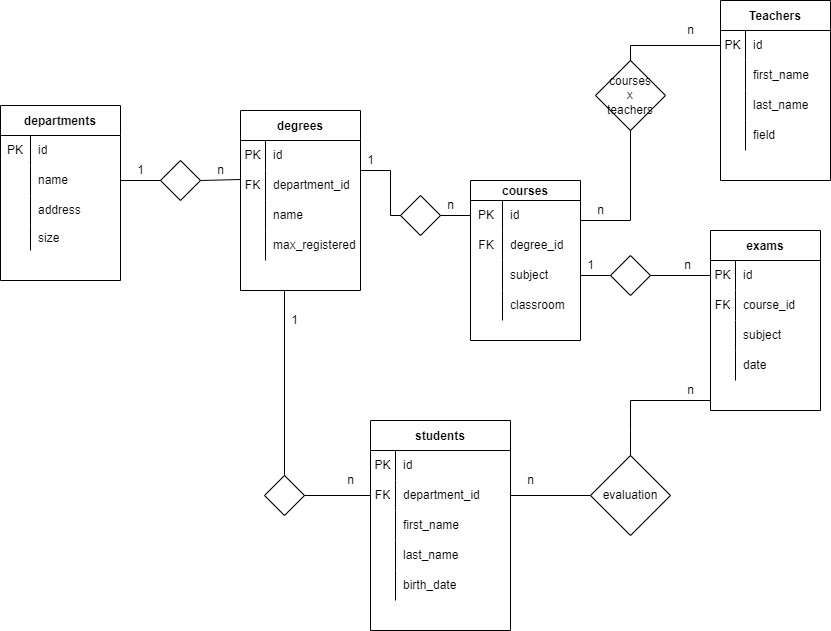 Teachers
PK id
first_name
last_name
field
n
courses
x
teachers
n
departments
PK id
name
address
size
1
n
degrees
PK id
FK department_id
name
max_registered
1
n
courses
PK id
FK degree_id
subject
classroom
1
n
exams
PK id
FK course_id
subject
date
1
n
students
PK id
FK department_id
first_name
last_name
birth_date
n
evaluation
n